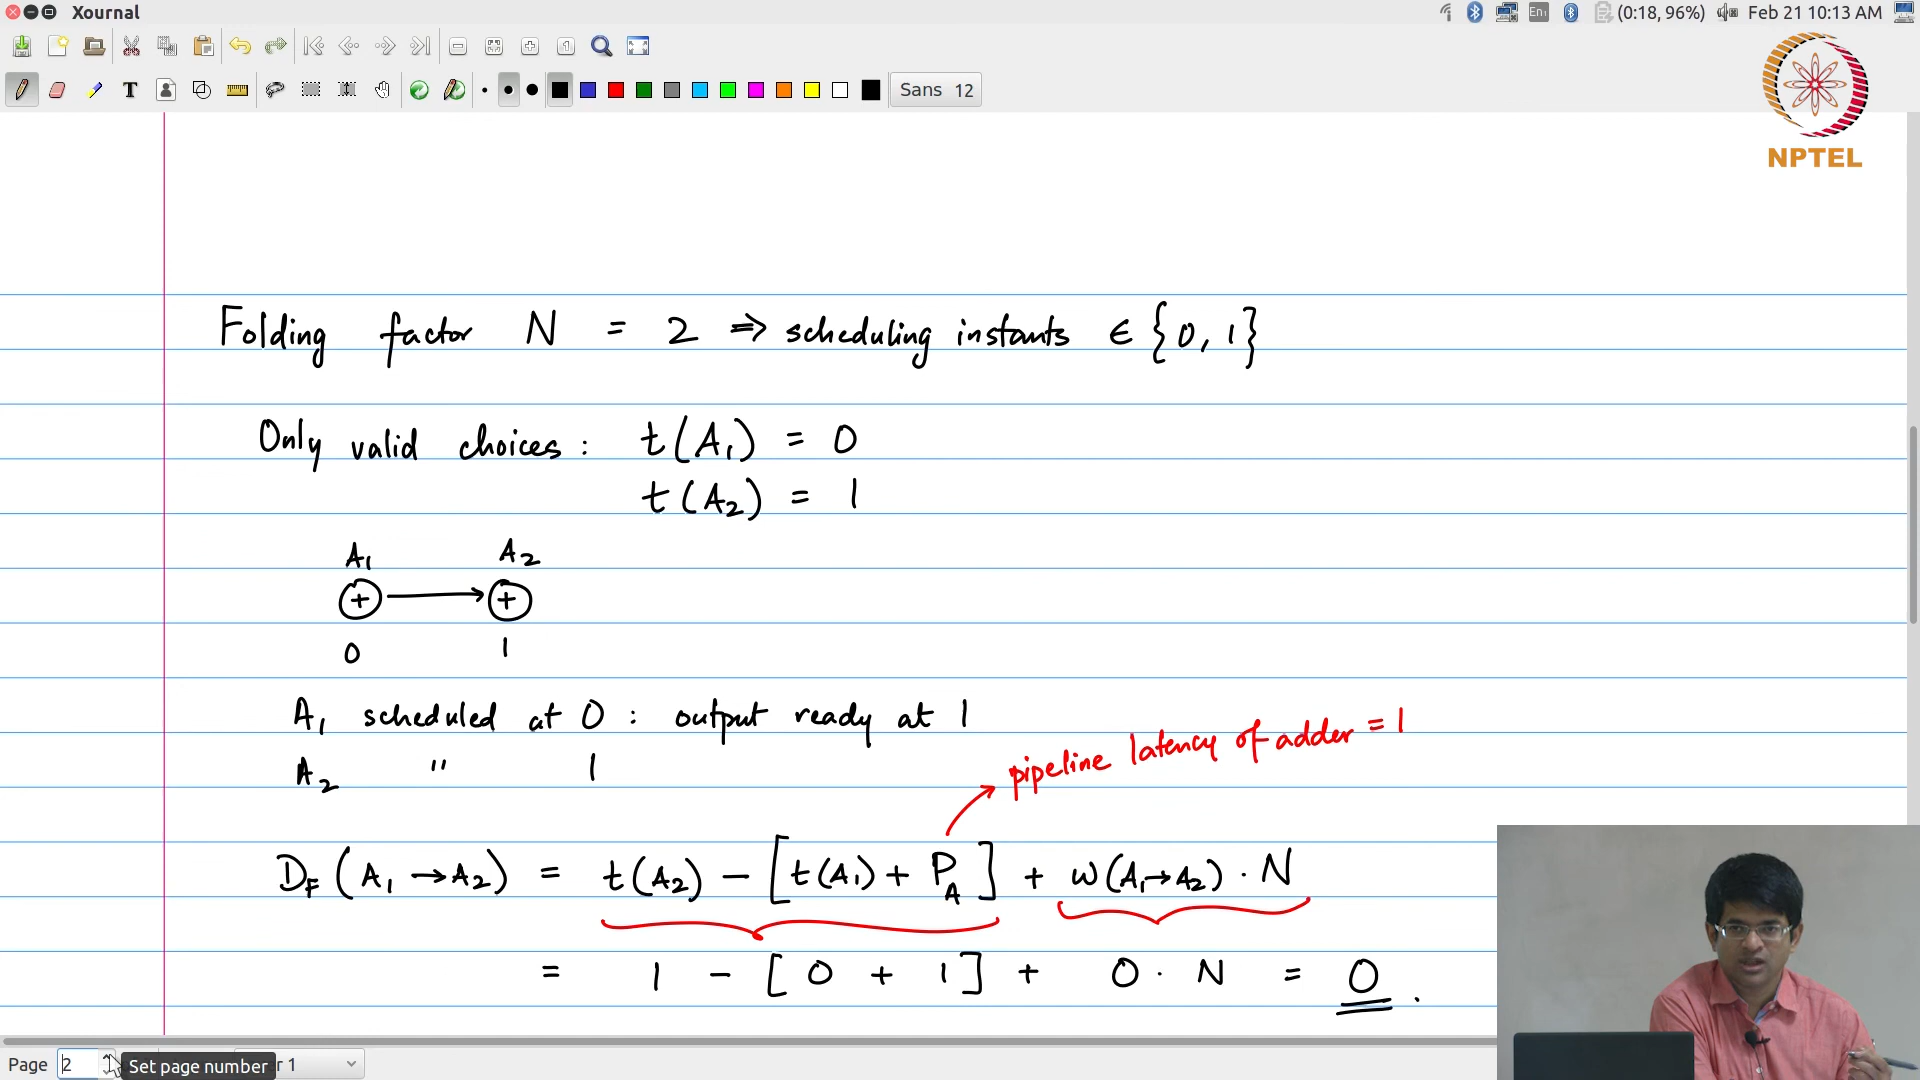 Xournal
En1
(0:18, 96%)
Feb 21 10:13 AM
T
Sans 12
NPTEL
Folding factor N = 2 ⇒ scheduling instants ∈ {0, 1}
Only valid choices : t(A1) = 0
t(A2) = 1
A1 A2
+ → +
0 1
A1 scheduled at 0 : output ready at 1
A2 " 1
pipeline latency of adder = 1
DF (A1 → A2) = t(A2) − [t(A1) + PA] + w(A1→A2) · N
= 1 − [0 + 1] + 0 · N = 0 .
Page 2 Set page number r 1